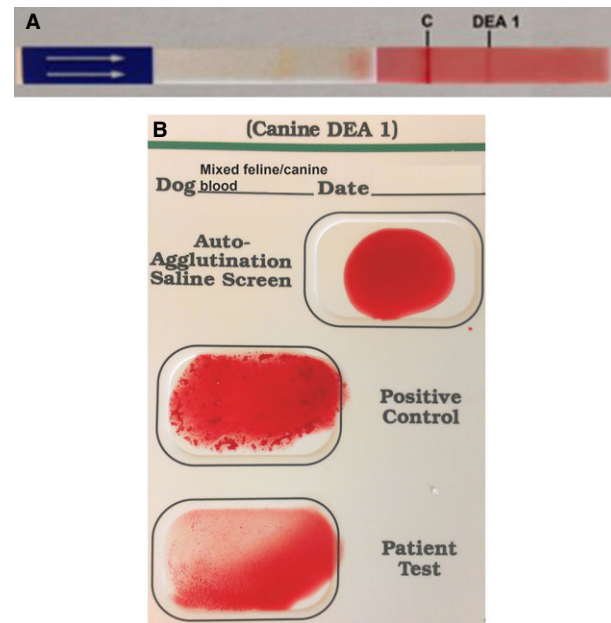 A
C
DEA 1
B
(Canine DEA 1)
Mixed feline/canine
Dog blood Date
Auto-
Agglutination
Saline Screen
Positive
Control
Patient
Test